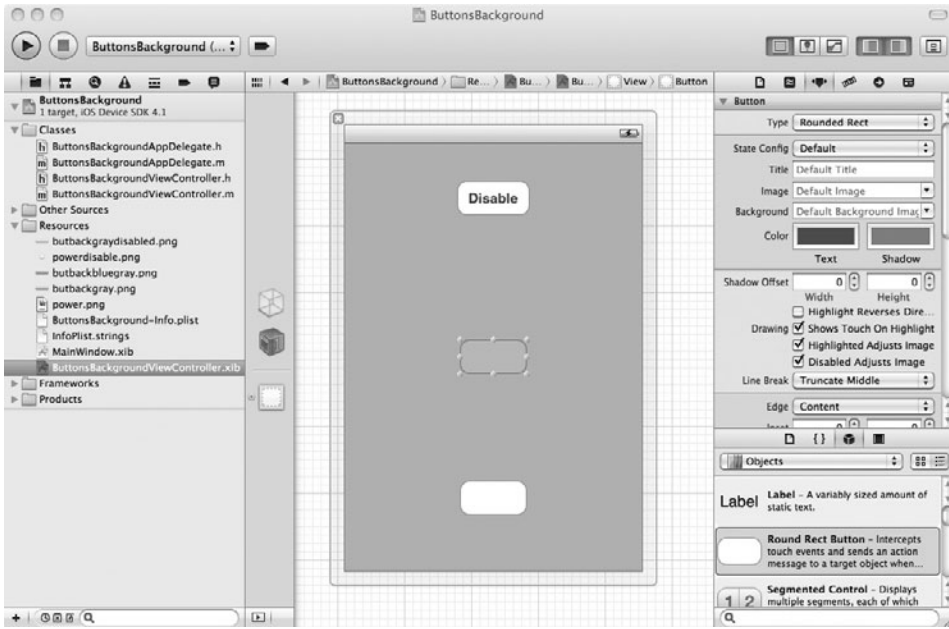 ButtonsBackground
ButtonsBackground (...
ButtonsBackground
Re...
Bu...
Bu...
View
Button
ButtonsBackground
1 target, iOS Device SDK 4.1
Classes
h ButtonsBackgroundAppDelegate.h
m ButtonsBackgroundAppDelegate.m
h ButtonsBackgroundViewController.h
m ButtonsBackgroundViewController.m
Other Sources
Resources
butbackgraydisabled.png
powerdisable.png
butbackbluegray.png
butbackgray.png
power.png
ButtonsBackground-Info.plist
InfoPlist.strings
MainWindow.xib
ButtonsBackgroundViewController.xib
Frameworks
Products
Disable
Button
Type Rounded Rect
State Config Default
Title Default Title
Image Default Image
Background Default Background Imag
Color
Text Shadow
Shadow Offset 0 0
Width Height
Highlight Reverses Dire...
Drawing Shows Touch On Highlight
Highlighted Adjusts Image
Disabled Adjusts Image
Line Break Truncate Middle
Edge Content
0 0
{}
Objects
Label
Label – A variably sized amount of
static text.
Round Rect Button – Intercepts
touch events and sends an action
message to a target object when...
1 2
Segmented Control – Displays
multiple segments, each of which